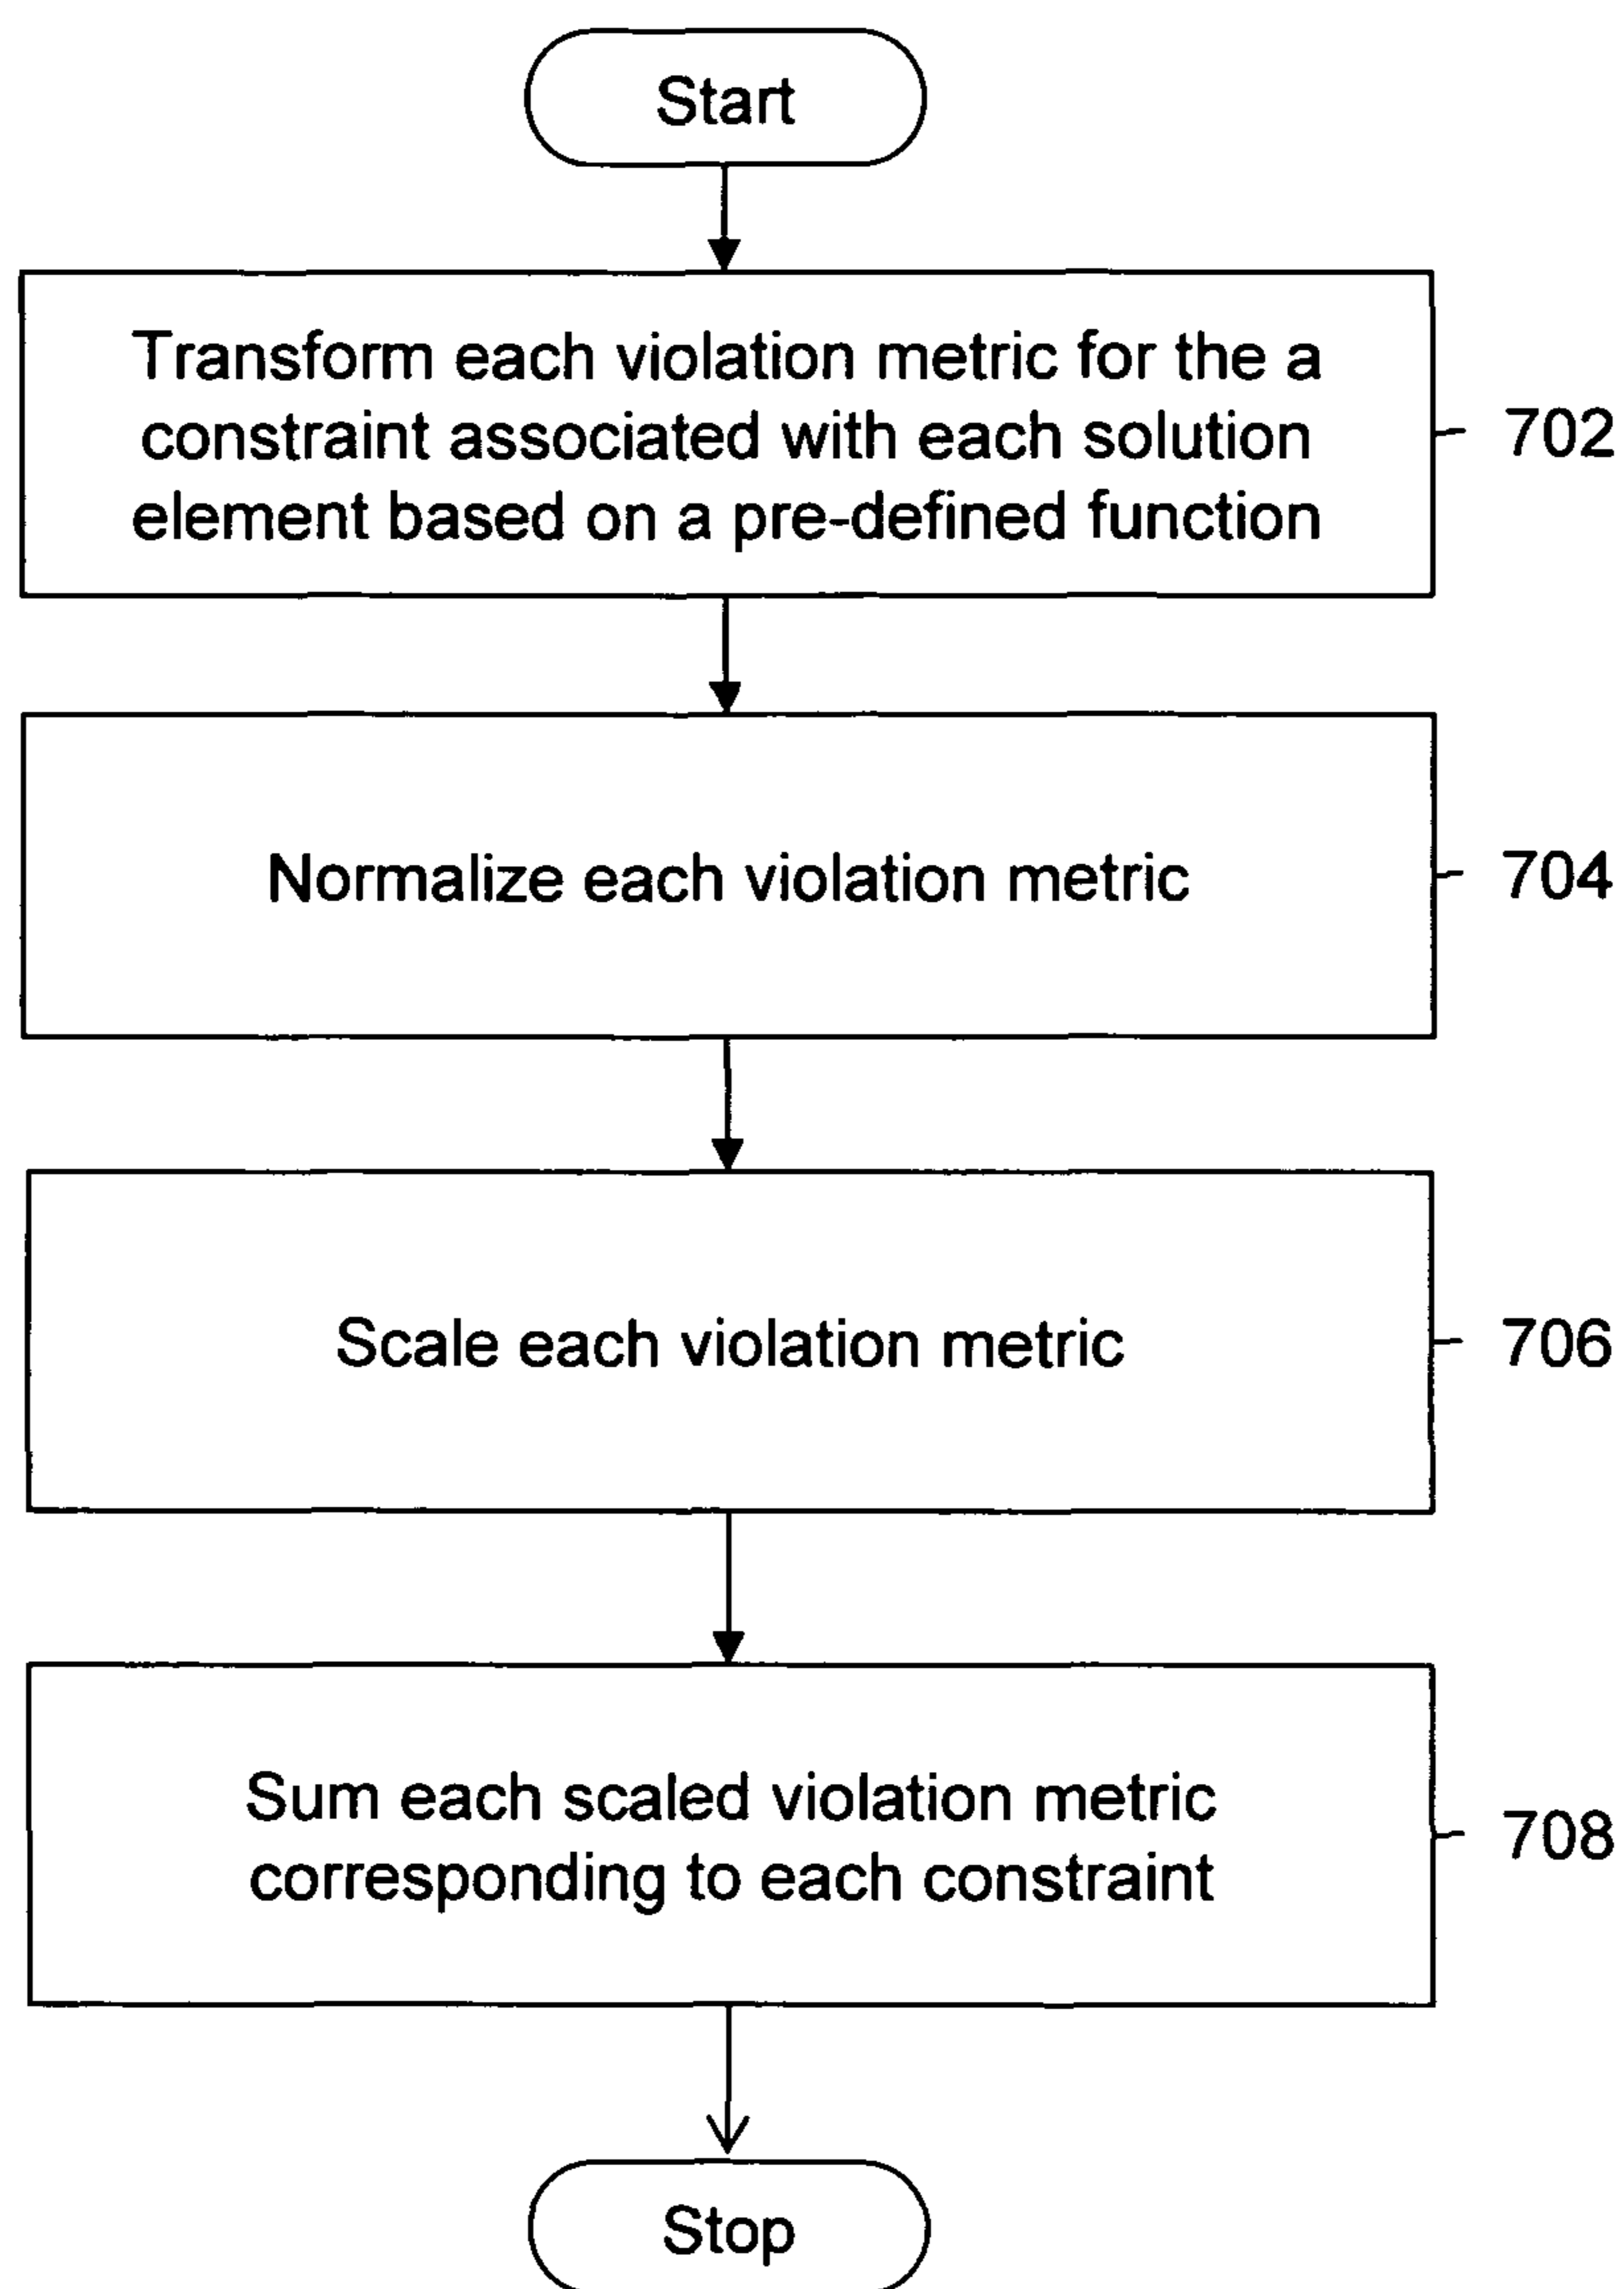 Start
Transform each violation metric for the a
constraint associated with each solution
element based on a pre-defined function
702
Normalize each violation metric
704
Scale each violation metric
706
Sum each scaled violation metric
corresponding to each constraint
708
Stop